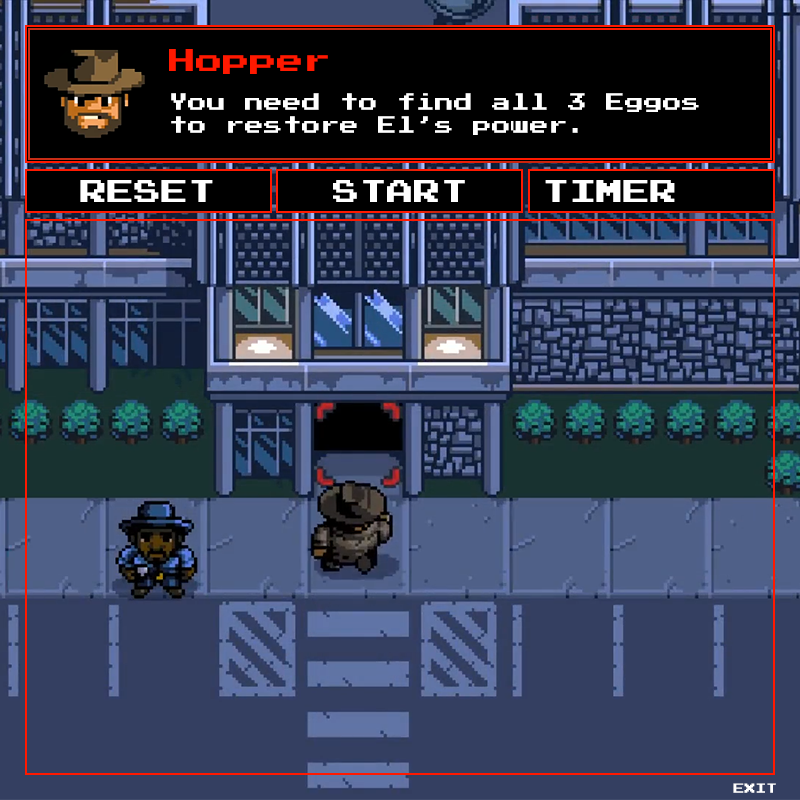 Hopper
You need to find all 3 Eggos
to restore El's power.
RESET START TIMER
EXIT